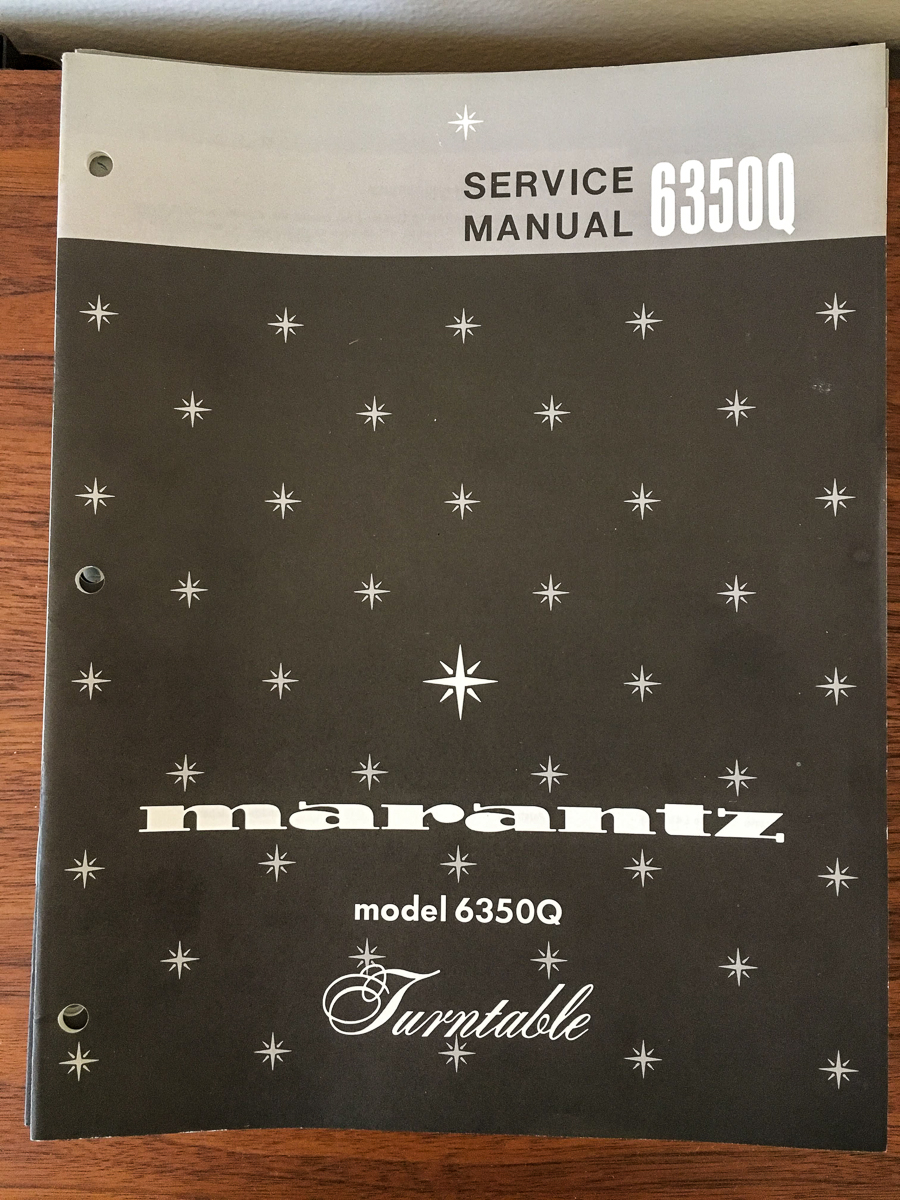 SERVICE
MANUAL 6350Q
marantz
model 6350Q
Turntable